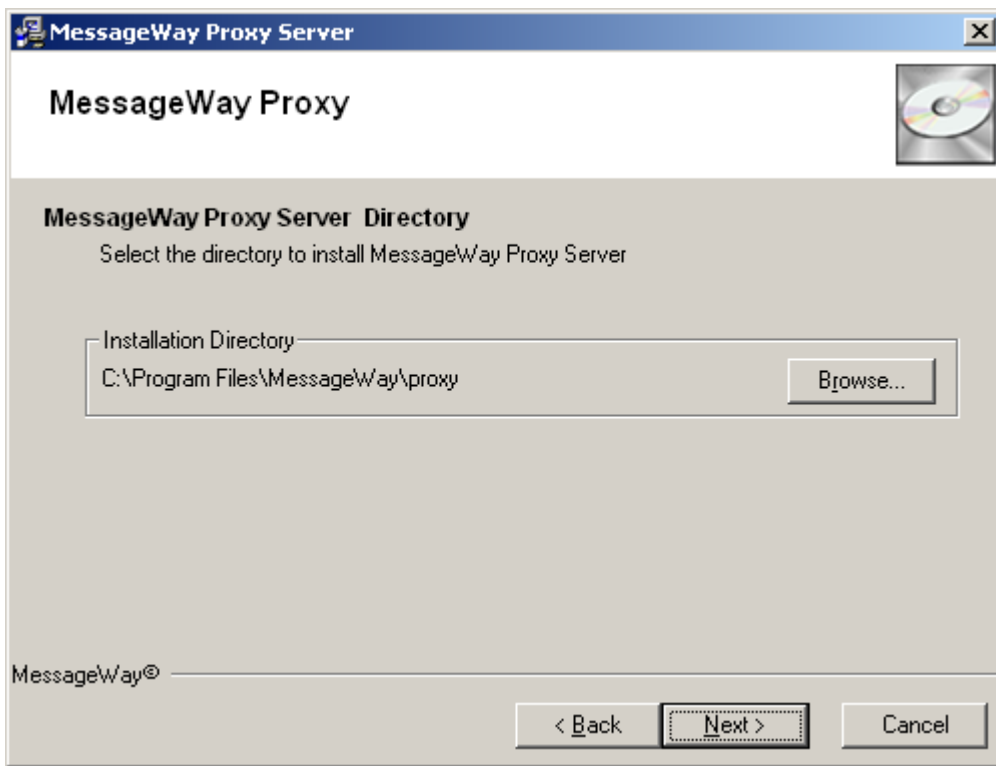 MessageWay Proxy Server
MessageWay Proxy
MessageWay Proxy Server  Directory
Select the directory to install MessageWay Proxy Server
Installation Directory
C:\Program Files\MessageWay\proxy
Browse...
MessageWay©
< Back
Next >
Cancel